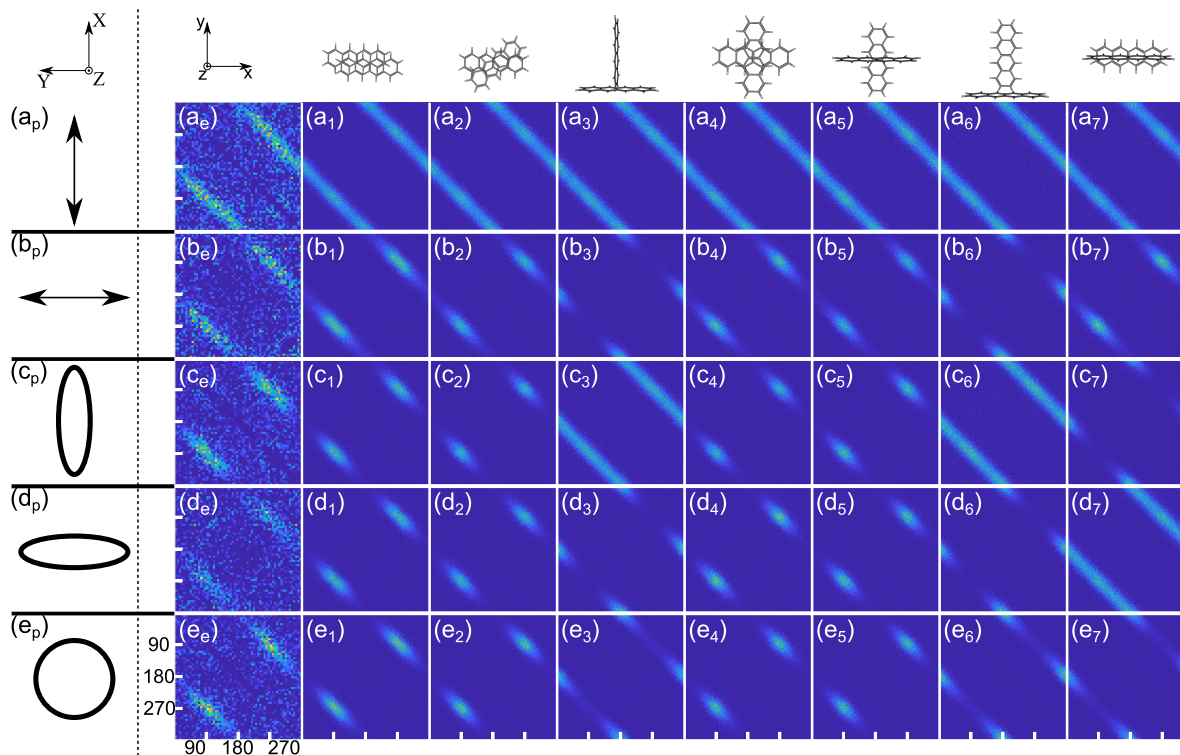 X
Y
Z
y
z
x
(a_p) (a_e) (a_1) (a_2) (a_3) (a_4) (a_5) (a_6) (a_7)
(b_p) (b_e) (b_1) (b_2) (b_3) (b_4) (b_5) (b_6) (b_7)
(c_p) (c_e) (c_1) (c_2) (c_3) (c_4) (c_5) (c_6) (c_7)
(d_p) (d_e) (d_1) (d_2) (d_3) (d_4) (d_5) (d_6) (d_7)
(e_p) (e_e) (e_1) (e_2) (e_3) (e_4) (e_5) (e_6) (e_7)
90
180
270
90 180 270